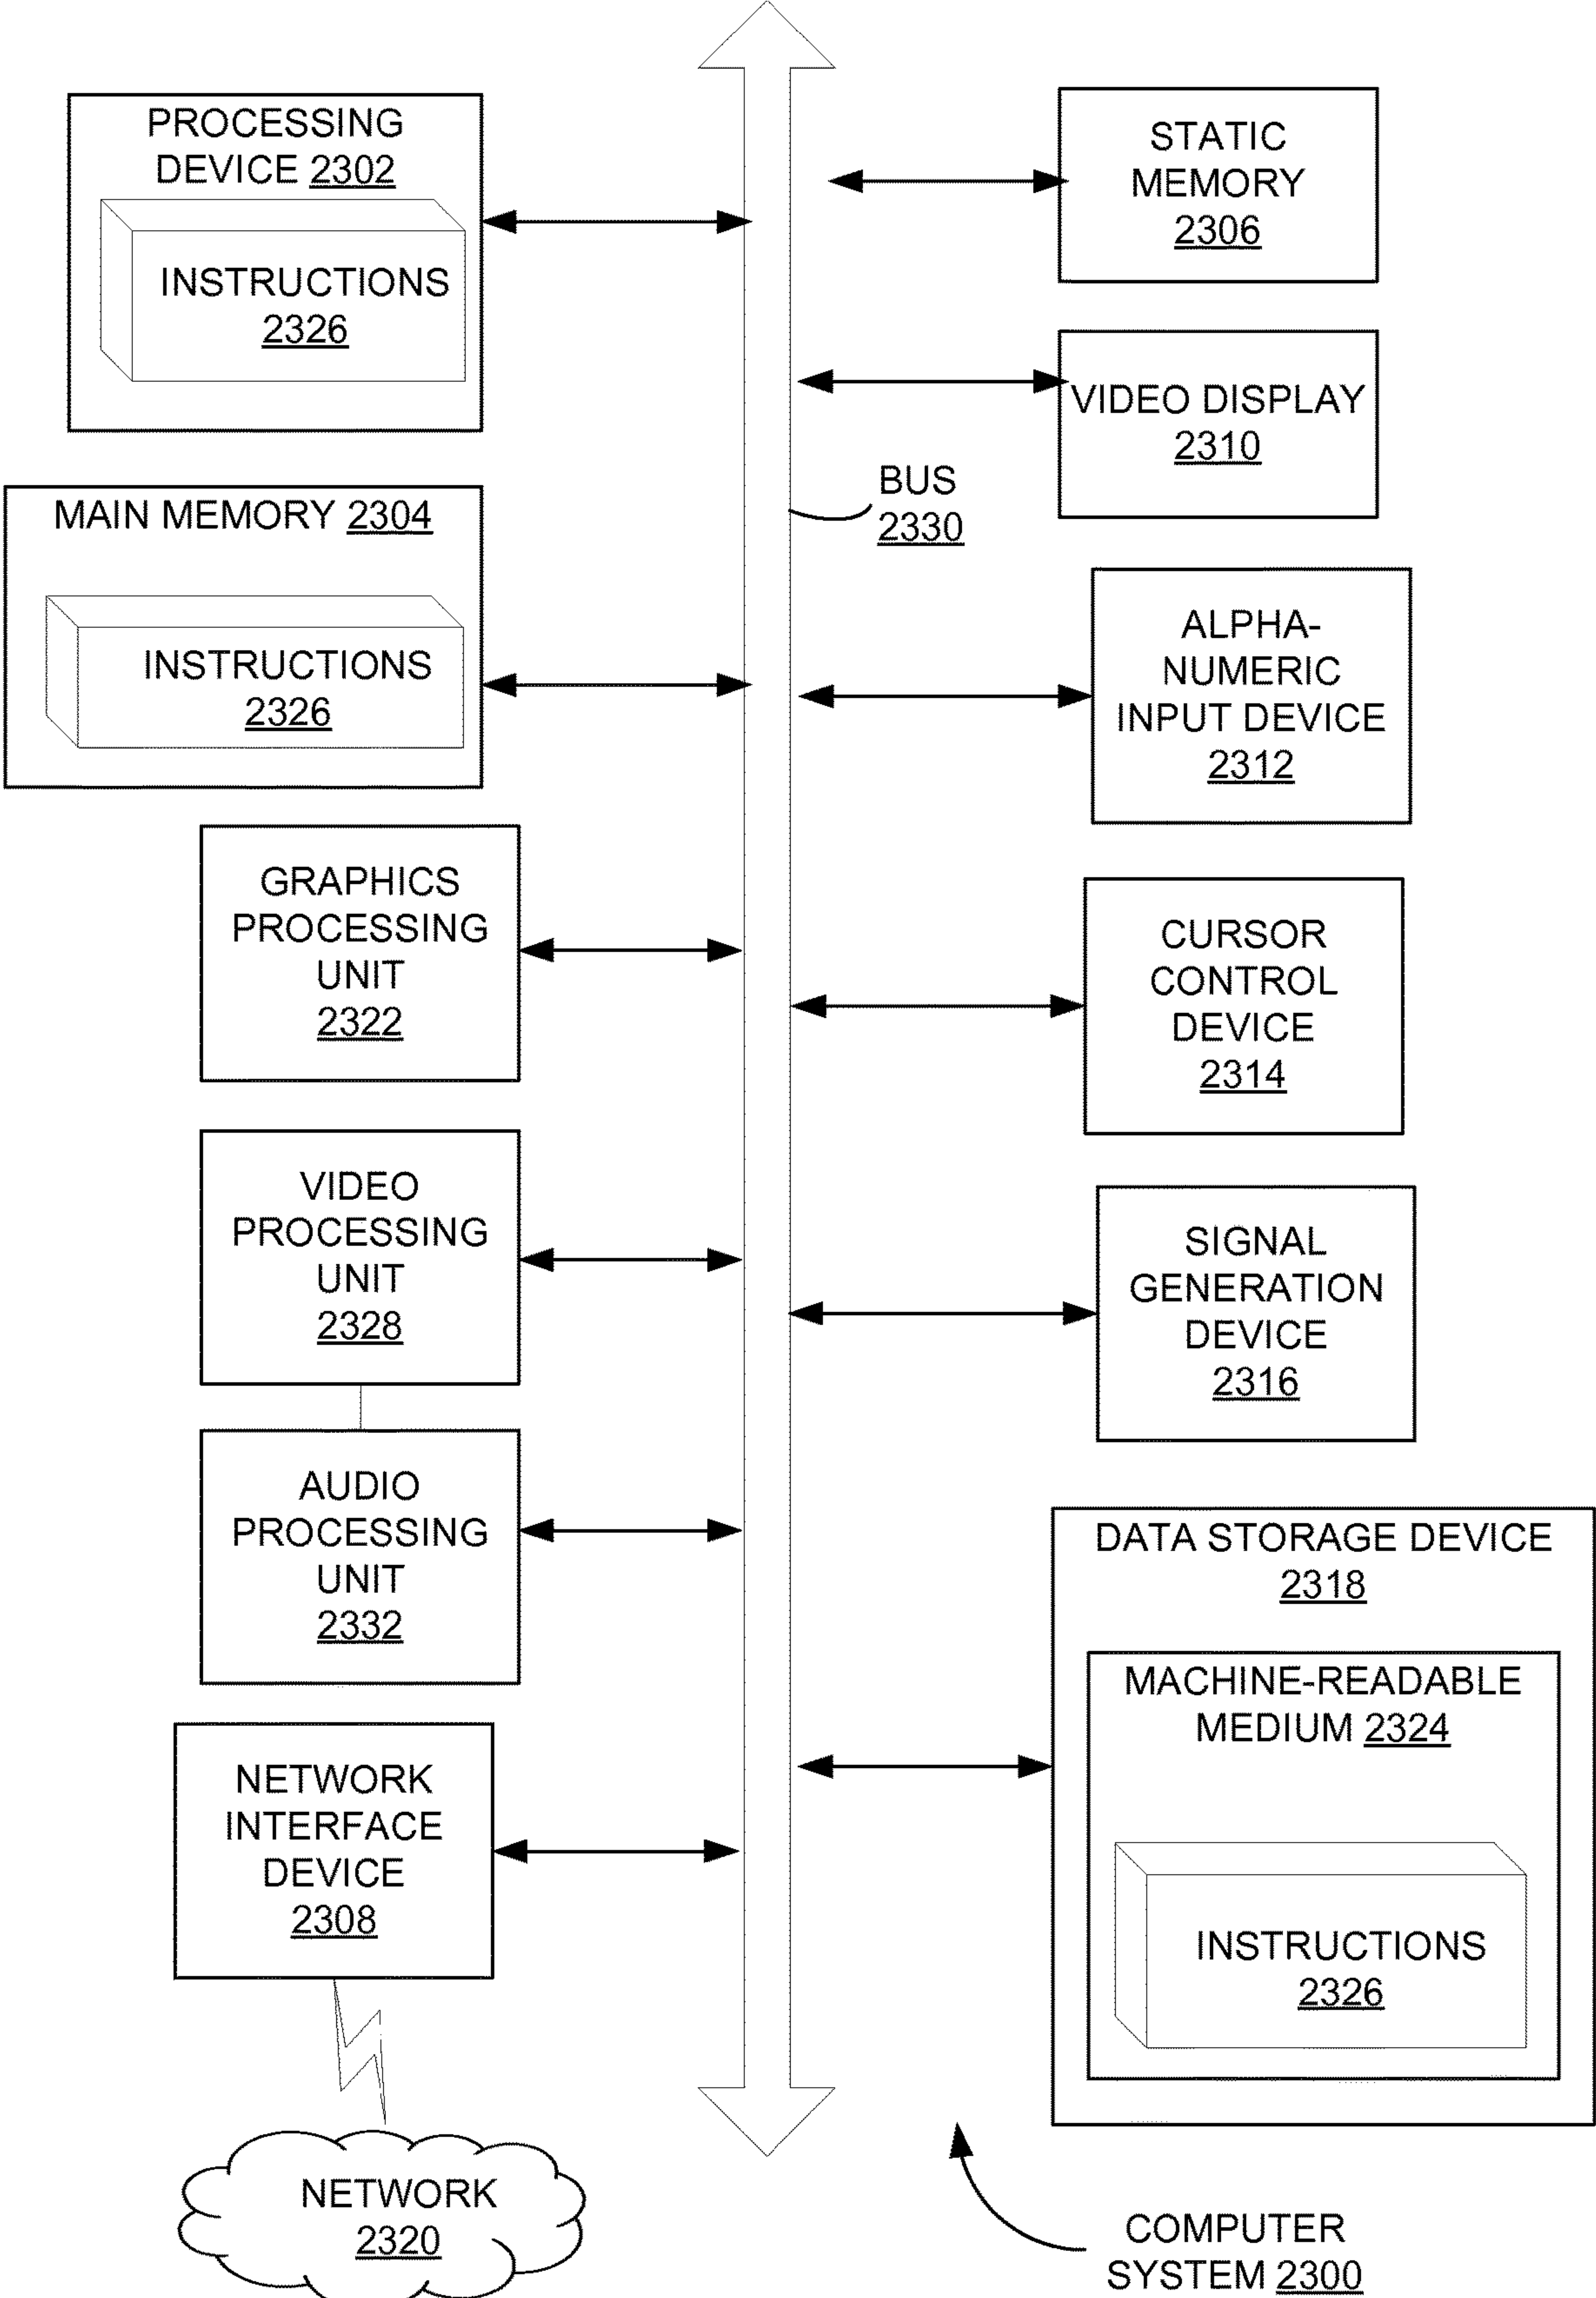 PROCESSING
DEVICE 2302
INSTRUCTIONS
2326
MAIN MEMORY 2304
INSTRUCTIONS
2326
GRAPHICS
PROCESSING
UNIT
2322
VIDEO
PROCESSING
UNIT
2328
AUDIO
PROCESSING
UNIT
2332
NETWORK
INTERFACE
DEVICE
2308
NETWORK
2320
BUS
2330
STATIC
MEMORY
2306
VIDEO DISPLAY
2310
ALPHA-
NUMERIC
INPUT DEVICE
2312
CURSOR
CONTROL
DEVICE
2314
SIGNAL
GENERATION
DEVICE
2316
DATA STORAGE DEVICE
2318
MACHINE-READABLE
MEDIUM 2324
INSTRUCTIONS
2326
COMPUTER
SYSTEM 2300